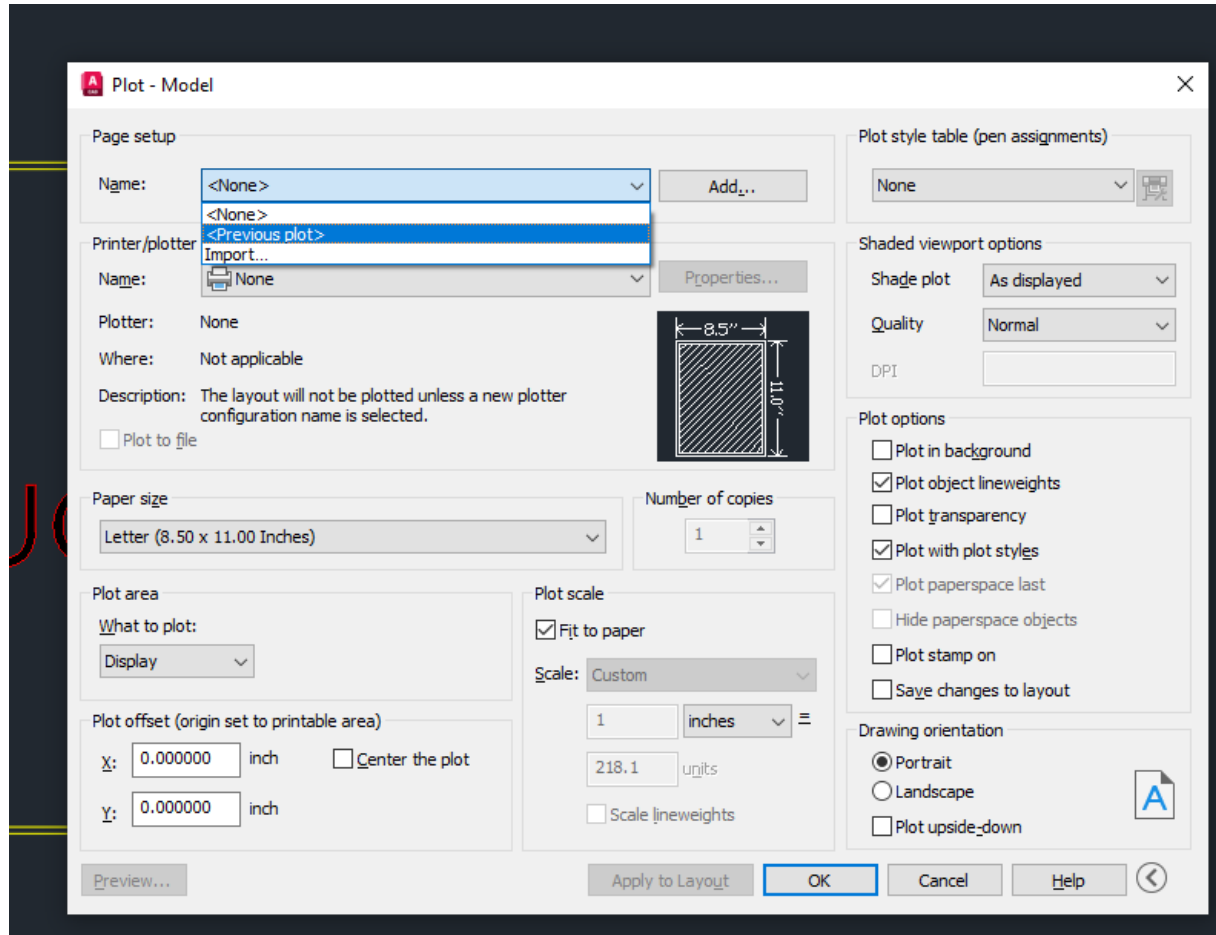 Plot - Model
Page setup
Name: <None> Add...
<None>
<Previous plot>
Import...
Printer/plotter
Name: None Properties...
Plotter: None
Where: Not applicable
Description: The layout will not be plotted unless a new plotter
configuration name is selected.
Plot to file
8.5″
11.0″
Paper size
Letter (8.50 x 11.00 Inches)
Number of copies
1
Plot area
What to plot:
Display
Plot offset (origin set to printable area)
X: 0.000000 inch Center the plot
Y: 0.000000 inch
Plot scale
Fit to paper
Scale: Custom
1 inches =
218.1 units
Scale lineweights
Plot style table (pen assignments)
None
Shaded viewport options
Shade plot As displayed
Quality Normal
DPI
Plot options
Plot in background
Plot object lineweights
Plot transparency
Plot with plot styles
Plot paperspace last
Hide paperspace objects
Plot stamp on
Save changes to layout
Drawing orientation
Portrait
Landscape
Plot upside-down
A
Preview... Apply to Layout OK Cancel Help